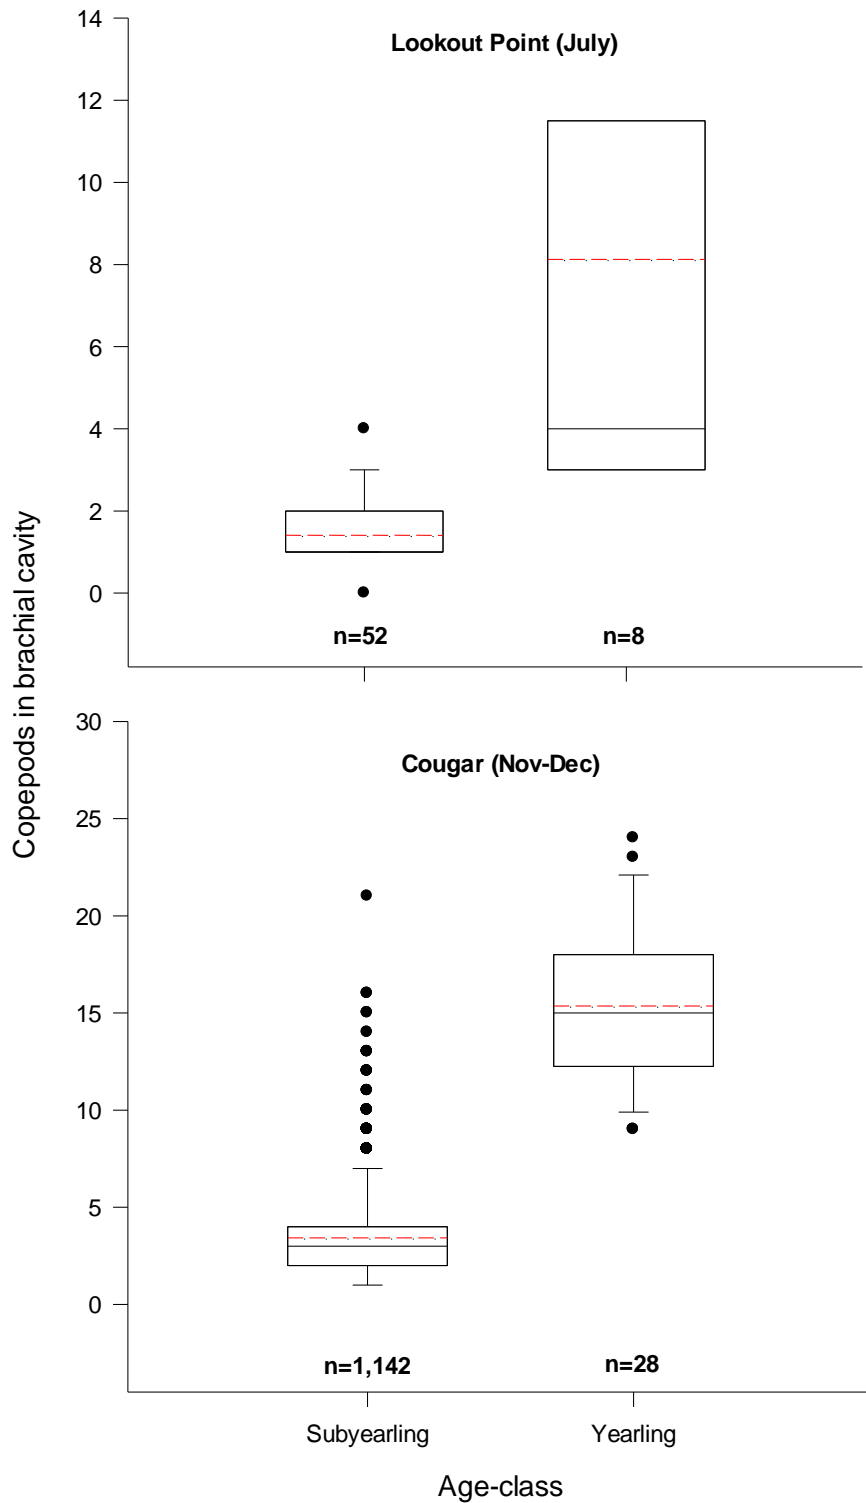 14
Lookout Point (July)
12
10
8
6
4
2
0
n=52 n=8
Copepods in brachial cavity
30
Cougar (Nov-Dec)
25
20
15
10
5
0
n=1,142 n=28
Subyearling Yearling
Age-class